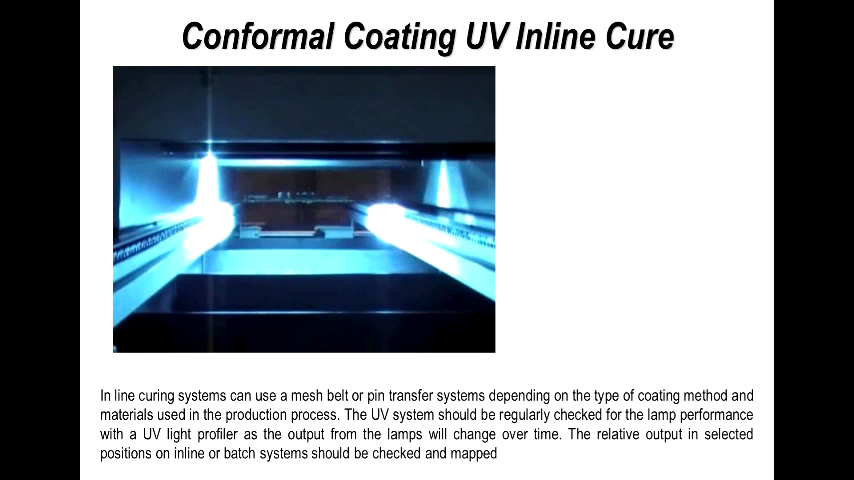 Conformal Coating UV Inline Cure
In line curing systems can use a mesh belt or pin transfer systems depending on the type of coating method and
materials used in the production process. The UV system should be regularly checked for the lamp performance
with a UV light profiler as the output from the lamps will change over time. The relative output in selected
positions on inline or batch systems should be checked and mapped